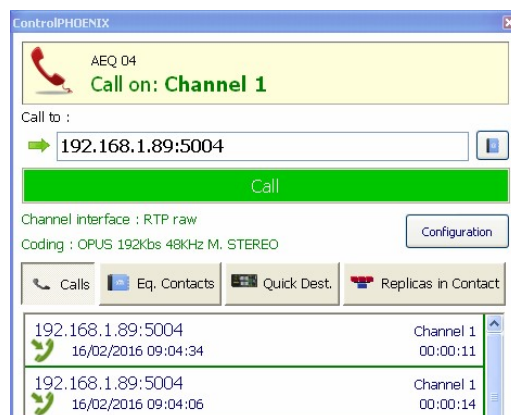 ControlPHOENIX
AEQ 04
Call on: Channel 1
Call to :
192.168.1.89:5004
Call
Channel interface : RTP raw
Coding : OPUS 192Kbs 48KHz M. STEREO
Configuration
Calls
Eq. Contacts
Quick Dest.
Replicas in Contact
192.168.1.89:5004 Channel 1
16/02/2016 09:04:34 00:00:11
192.168.1.89:5004 Channel 1
16/02/2016 09:04:06 00:00:14